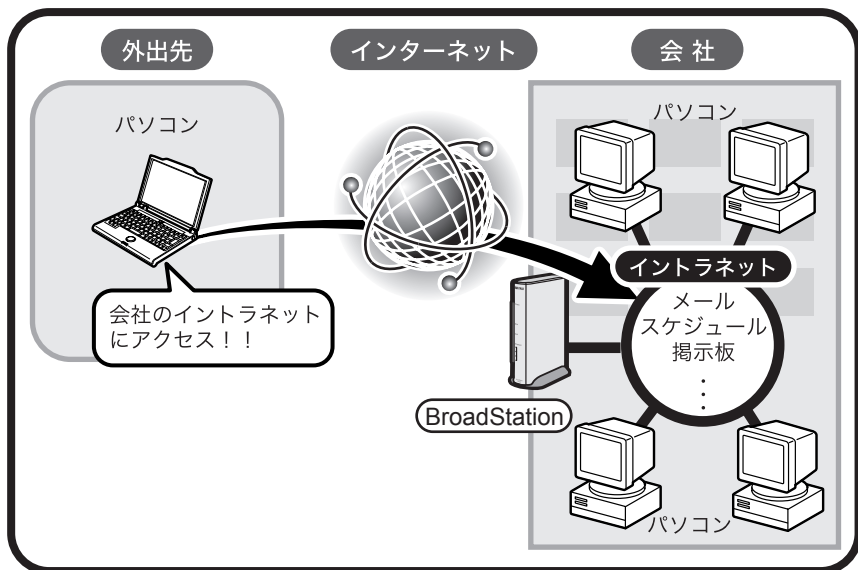 外出先
インターネット
会 社
パソコン
パソコン
会社のイントラネット
にアクセス！！
イントラネット
メール
スケジュール
掲示板
・
・
・
BroadStation
パソコン